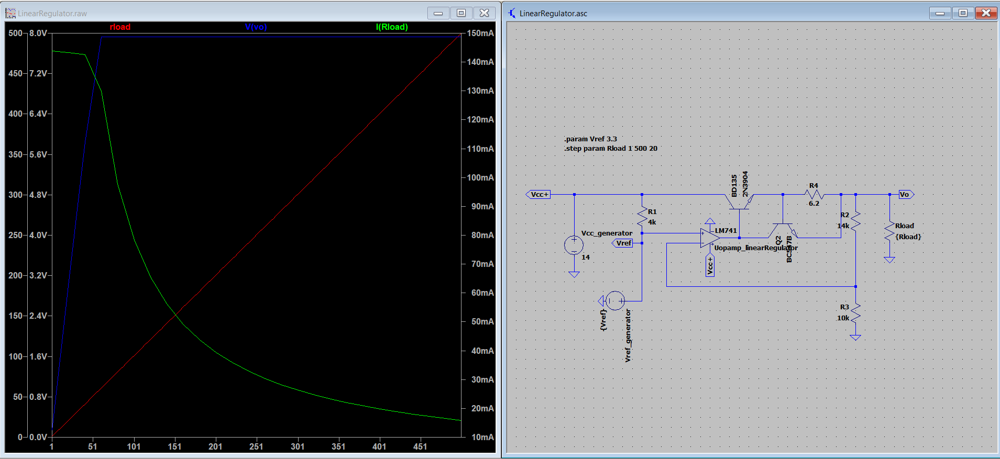 LinearRegulator.raw
rload V(vo) I(Rload)
500 8.0V 150mA
450 7.2V 140mA
400 6.4V 130mA
350 5.6V 120mA
300 4.8V 110mA
250 4.0V 100mA
200 3.2V 90mA
150 2.4V 80mA
100 1.6V 70mA
50 0.8V 60mA
0 0.0V 50mA
40mA
30mA
20mA
10mA
1 51 101 151 201 251 301 351 401 451
LinearRegulator.asc
.param Vref 3.3
.step param Rload 1 500 20
BD135
2N3904
R4
6.2
Vcc+
Vo
R1
4k
R2
14k
Rload
{Rload}
LM741
Vcc_generator
14
Vref
Uopamp_linearRegulator
Q2
BC547B
Vcc+
{Vref}
Vref_generator
R3
10k